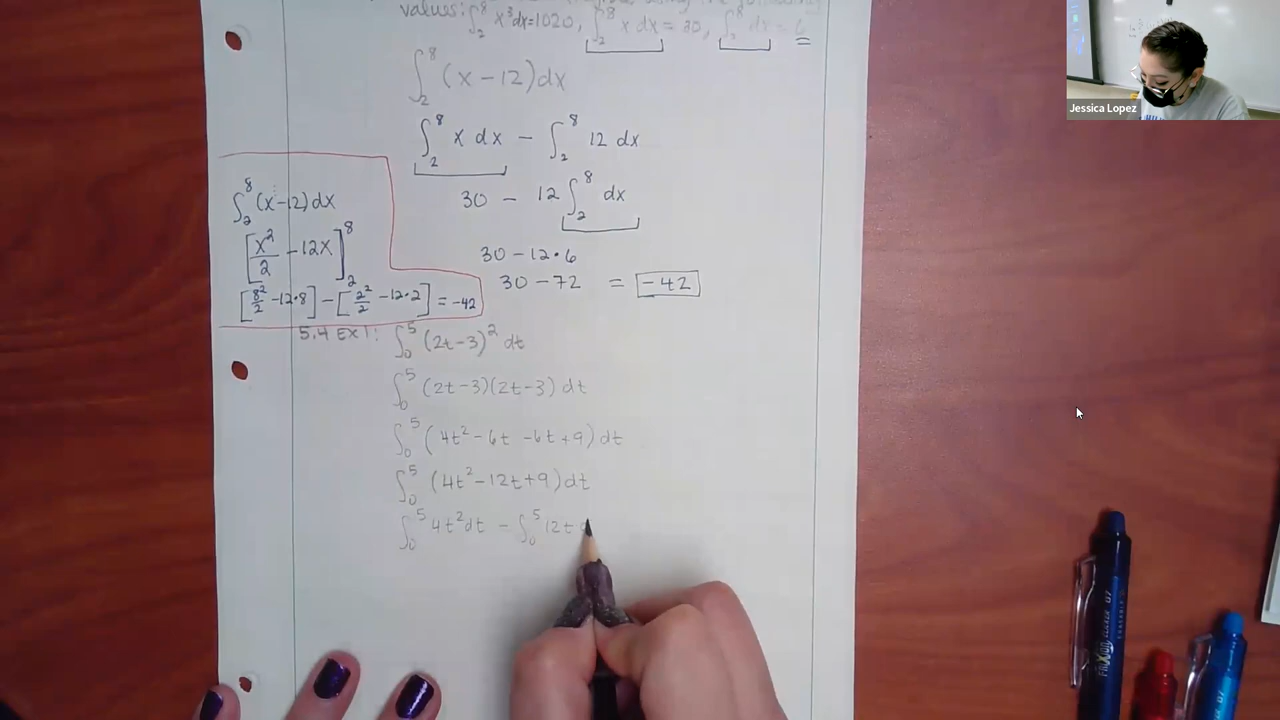 values: ∫₂⁸ x³dx=1020, ∫₂⁸ x dx = 30, ∫₂⁸ dx = 6
∫₂⁸ (x-12)dx
∫₂⁸ x dx - ∫₂⁸ 12 dx
30 - 12 ∫₂⁸ dx
30-12•6
30-72 = -42
∫₂⁸ (x-12)dx
[x²/2 -12x]₂⁸
[8²/2 -12•8] - [2²/2 -12•2] = -42
5.4 Ex 1: ∫₀⁵ (2t-3)² dt
∫₀⁵ (2t-3)(2t-3) dt
∫₀⁵ (4t²-6t -6t+9) dt
∫₀⁵ (4t²-12t+9) dt
∫₀⁵ 4t²dt - ∫₀⁵ 12t
Jessica Lopez